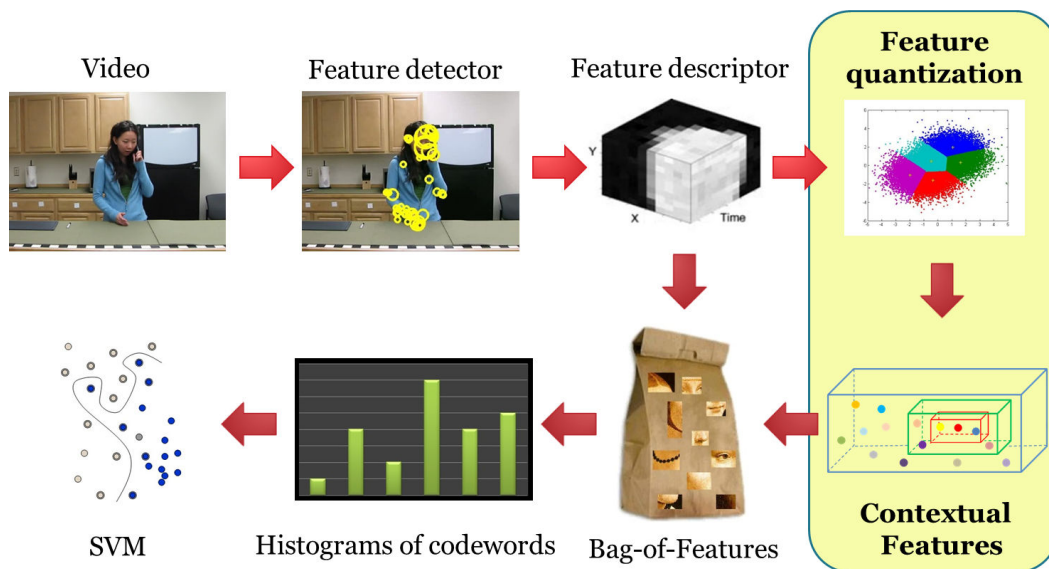 Video
Feature detector
Feature descriptor
Feature
quantization
Y
X
Time
SVM
Histograms of codewords
Bag-of-Features
Contextual
Features